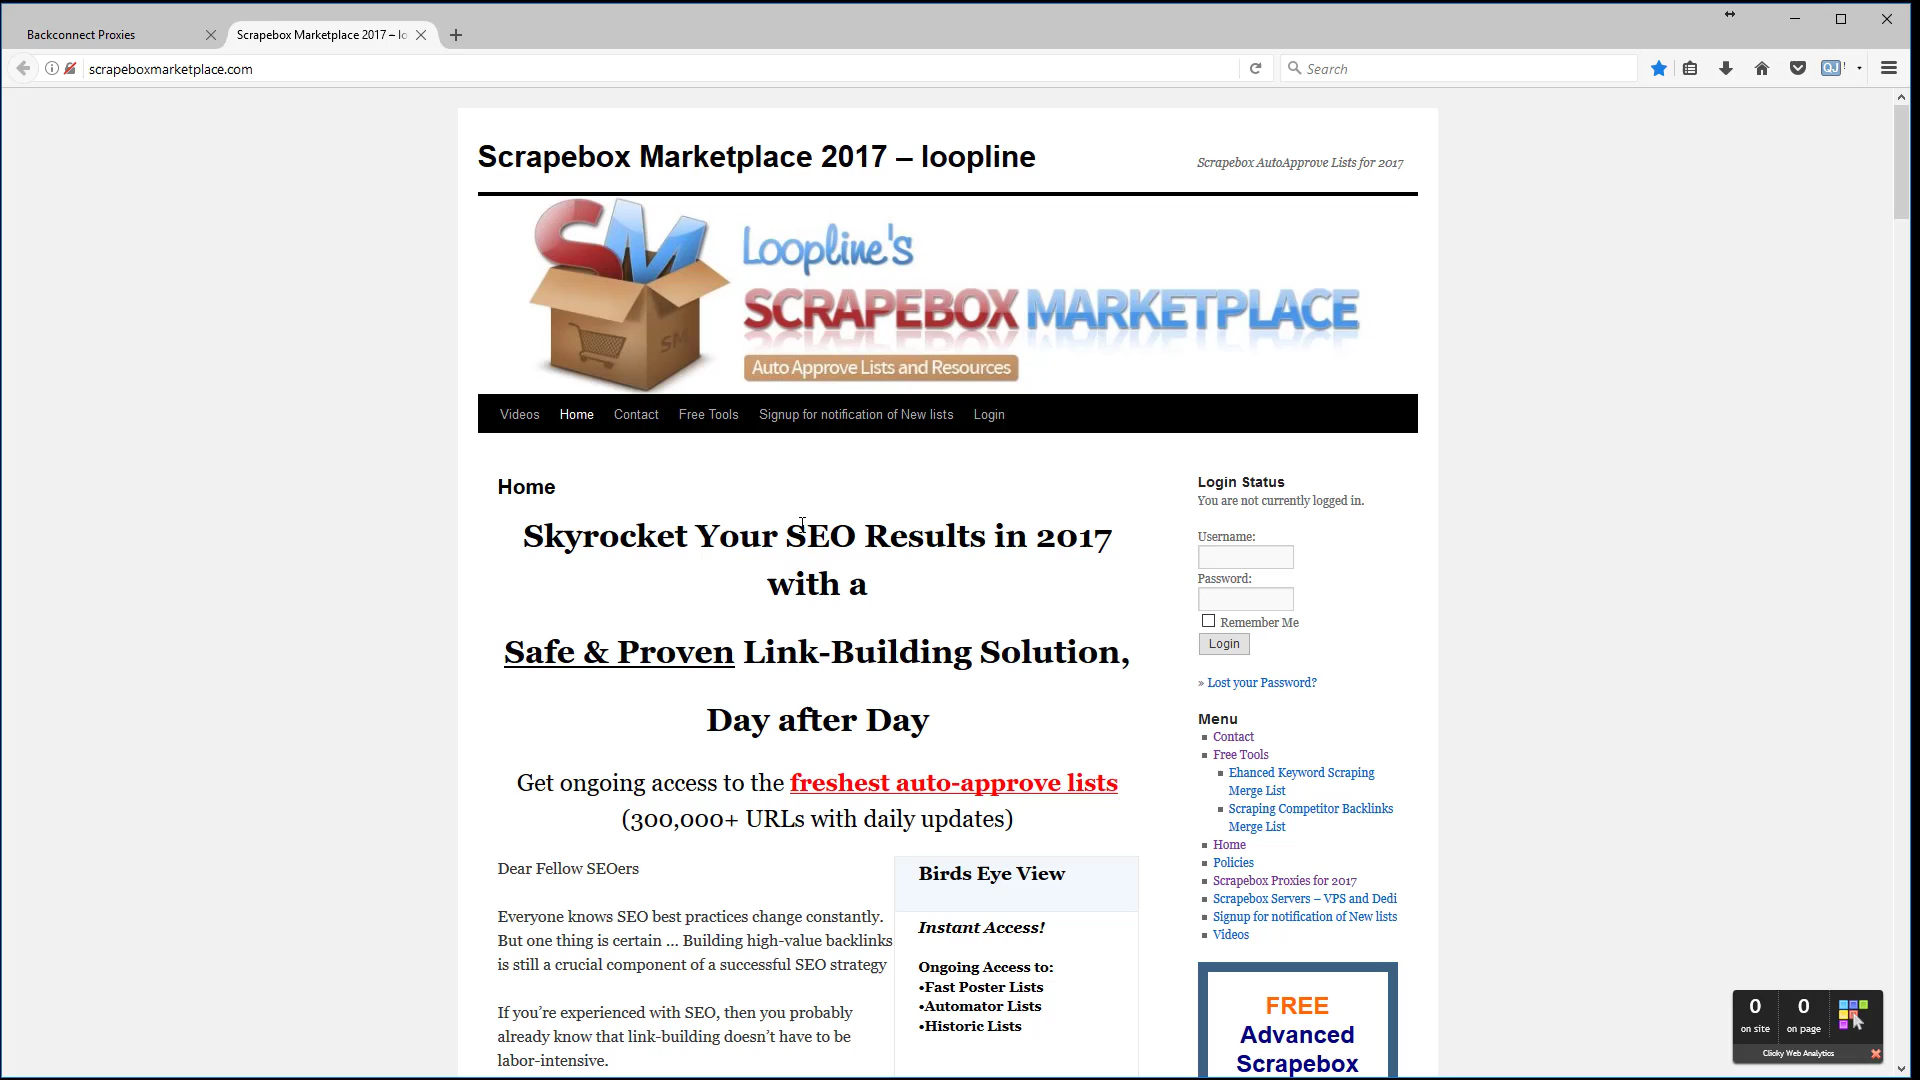 Backconnect Proxies
Scrapebox Marketplace 2017 – lo
scrapeboxmarketplace.com
Search
QJ !
Scrapebox Marketplace 2017 – loopline
Scrapebox AutoApprove Lists for 2017
SM
Loopline's
SCRAPEBOX MARKETPLACE
SM
Auto Approve Lists and Resources
Videos Home Contact Free Tools Signup for notification of New lists Login
Home
Skyrocket Your SEO Results in 2017
with a
Safe & Proven Link-Building Solution,
Day after Day
Get ongoing access to the freshest auto-approve lists
(300,000+ URLs with daily updates)
Dear Fellow SEOers
Everyone knows SEO best practices change constantly.
But one thing is certain ... Building high-value backlinks
is still a crucial component of a successful SEO strategy
If you’re experienced with SEO, then you probably
already know that link-building doesn’t have to be
labor-intensive.
Birds Eye View
Instant Access!
Ongoing Access to:
•Fast Poster Lists
•Automator Lists
•Historic Lists
Login Status
You are not currently logged in.
Username:
Password:
Remember Me
Login
» Lost your Password?
Menu
Contact
Free Tools
Ehanced Keyword Scraping
Merge List
Scraping Competitor Backlinks
Merge List
Home
Policies
Scrapebox Proxies for 2017
Scrapebox Servers – VPS and Dedi
Signup for notification of New lists
Videos
FREE
Advanced
Scrapebox
0 0
on site on page
Clicky Web Analytics